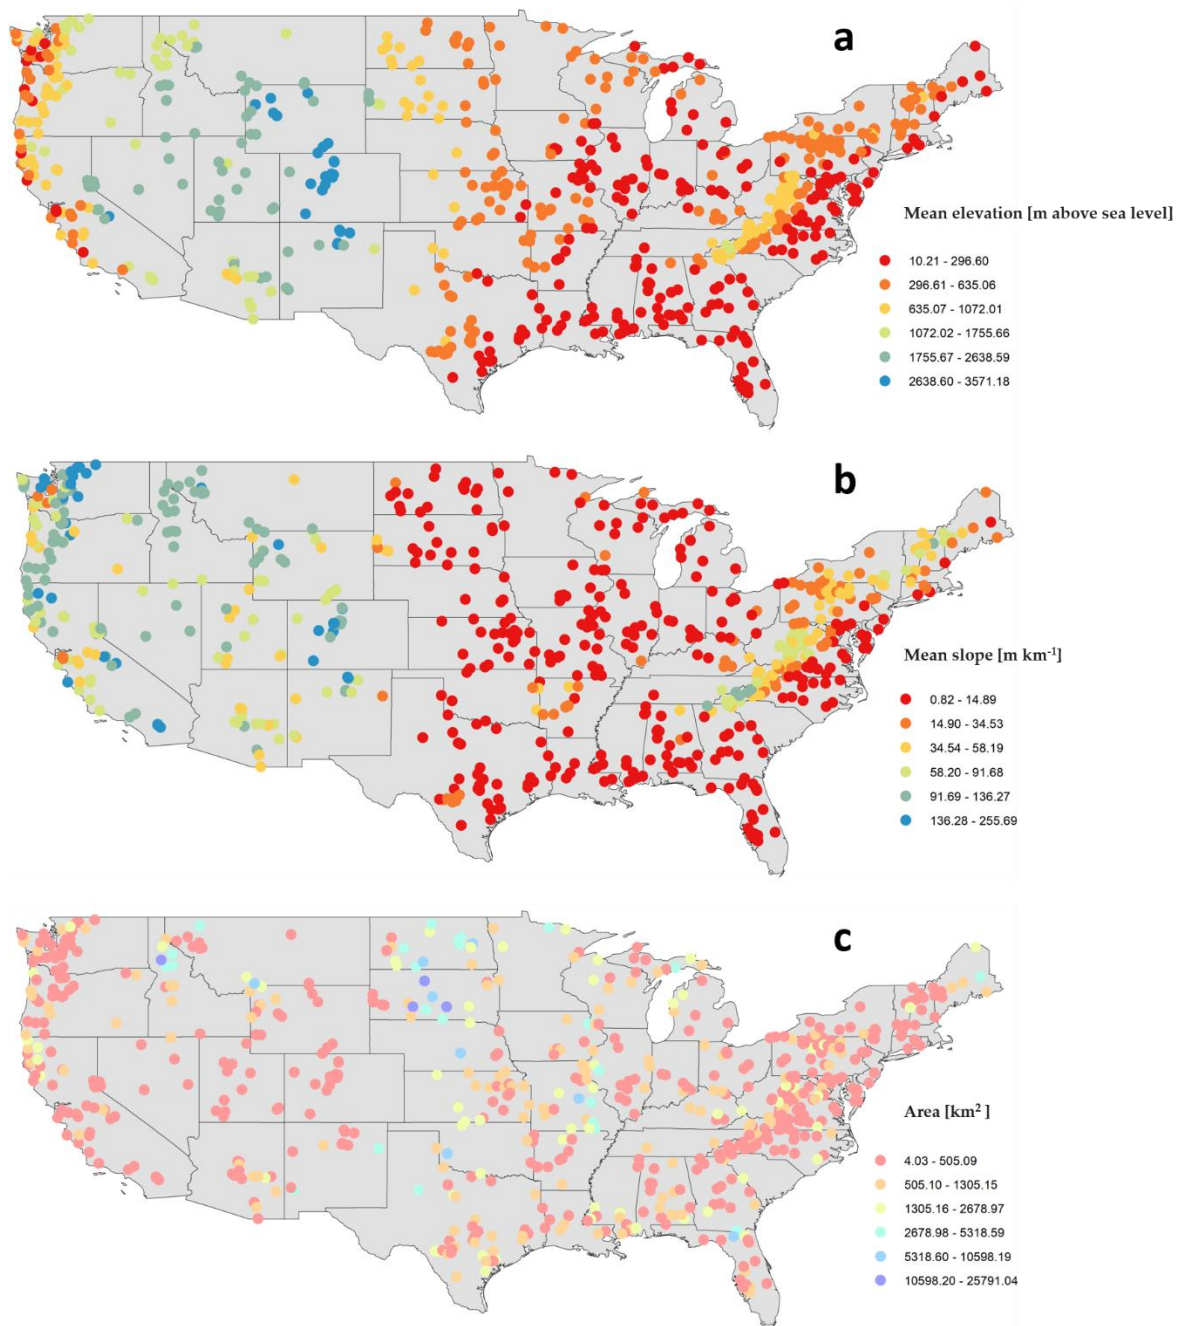 a
Mean elevation [m above sea level]
10.21 - 296.60
296.61 - 635.06
635.07 - 1072.01
1072.02 - 1755.66
1755.67 - 2638.59
2638.60 - 3571.18
b
Mean slope [m km⁻¹]
0.82 - 14.89
14.90 - 34.53
34.54 - 58.19
58.20 - 91.68
91.69 - 136.27
136.28 - 255.69
c
Area [km² ]
4.03 - 505.09
505.10 - 1305.15
1305.16 - 2678.97
2678.98 - 5318.59
5318.60 - 10598.19
10598.20 - 25791.04